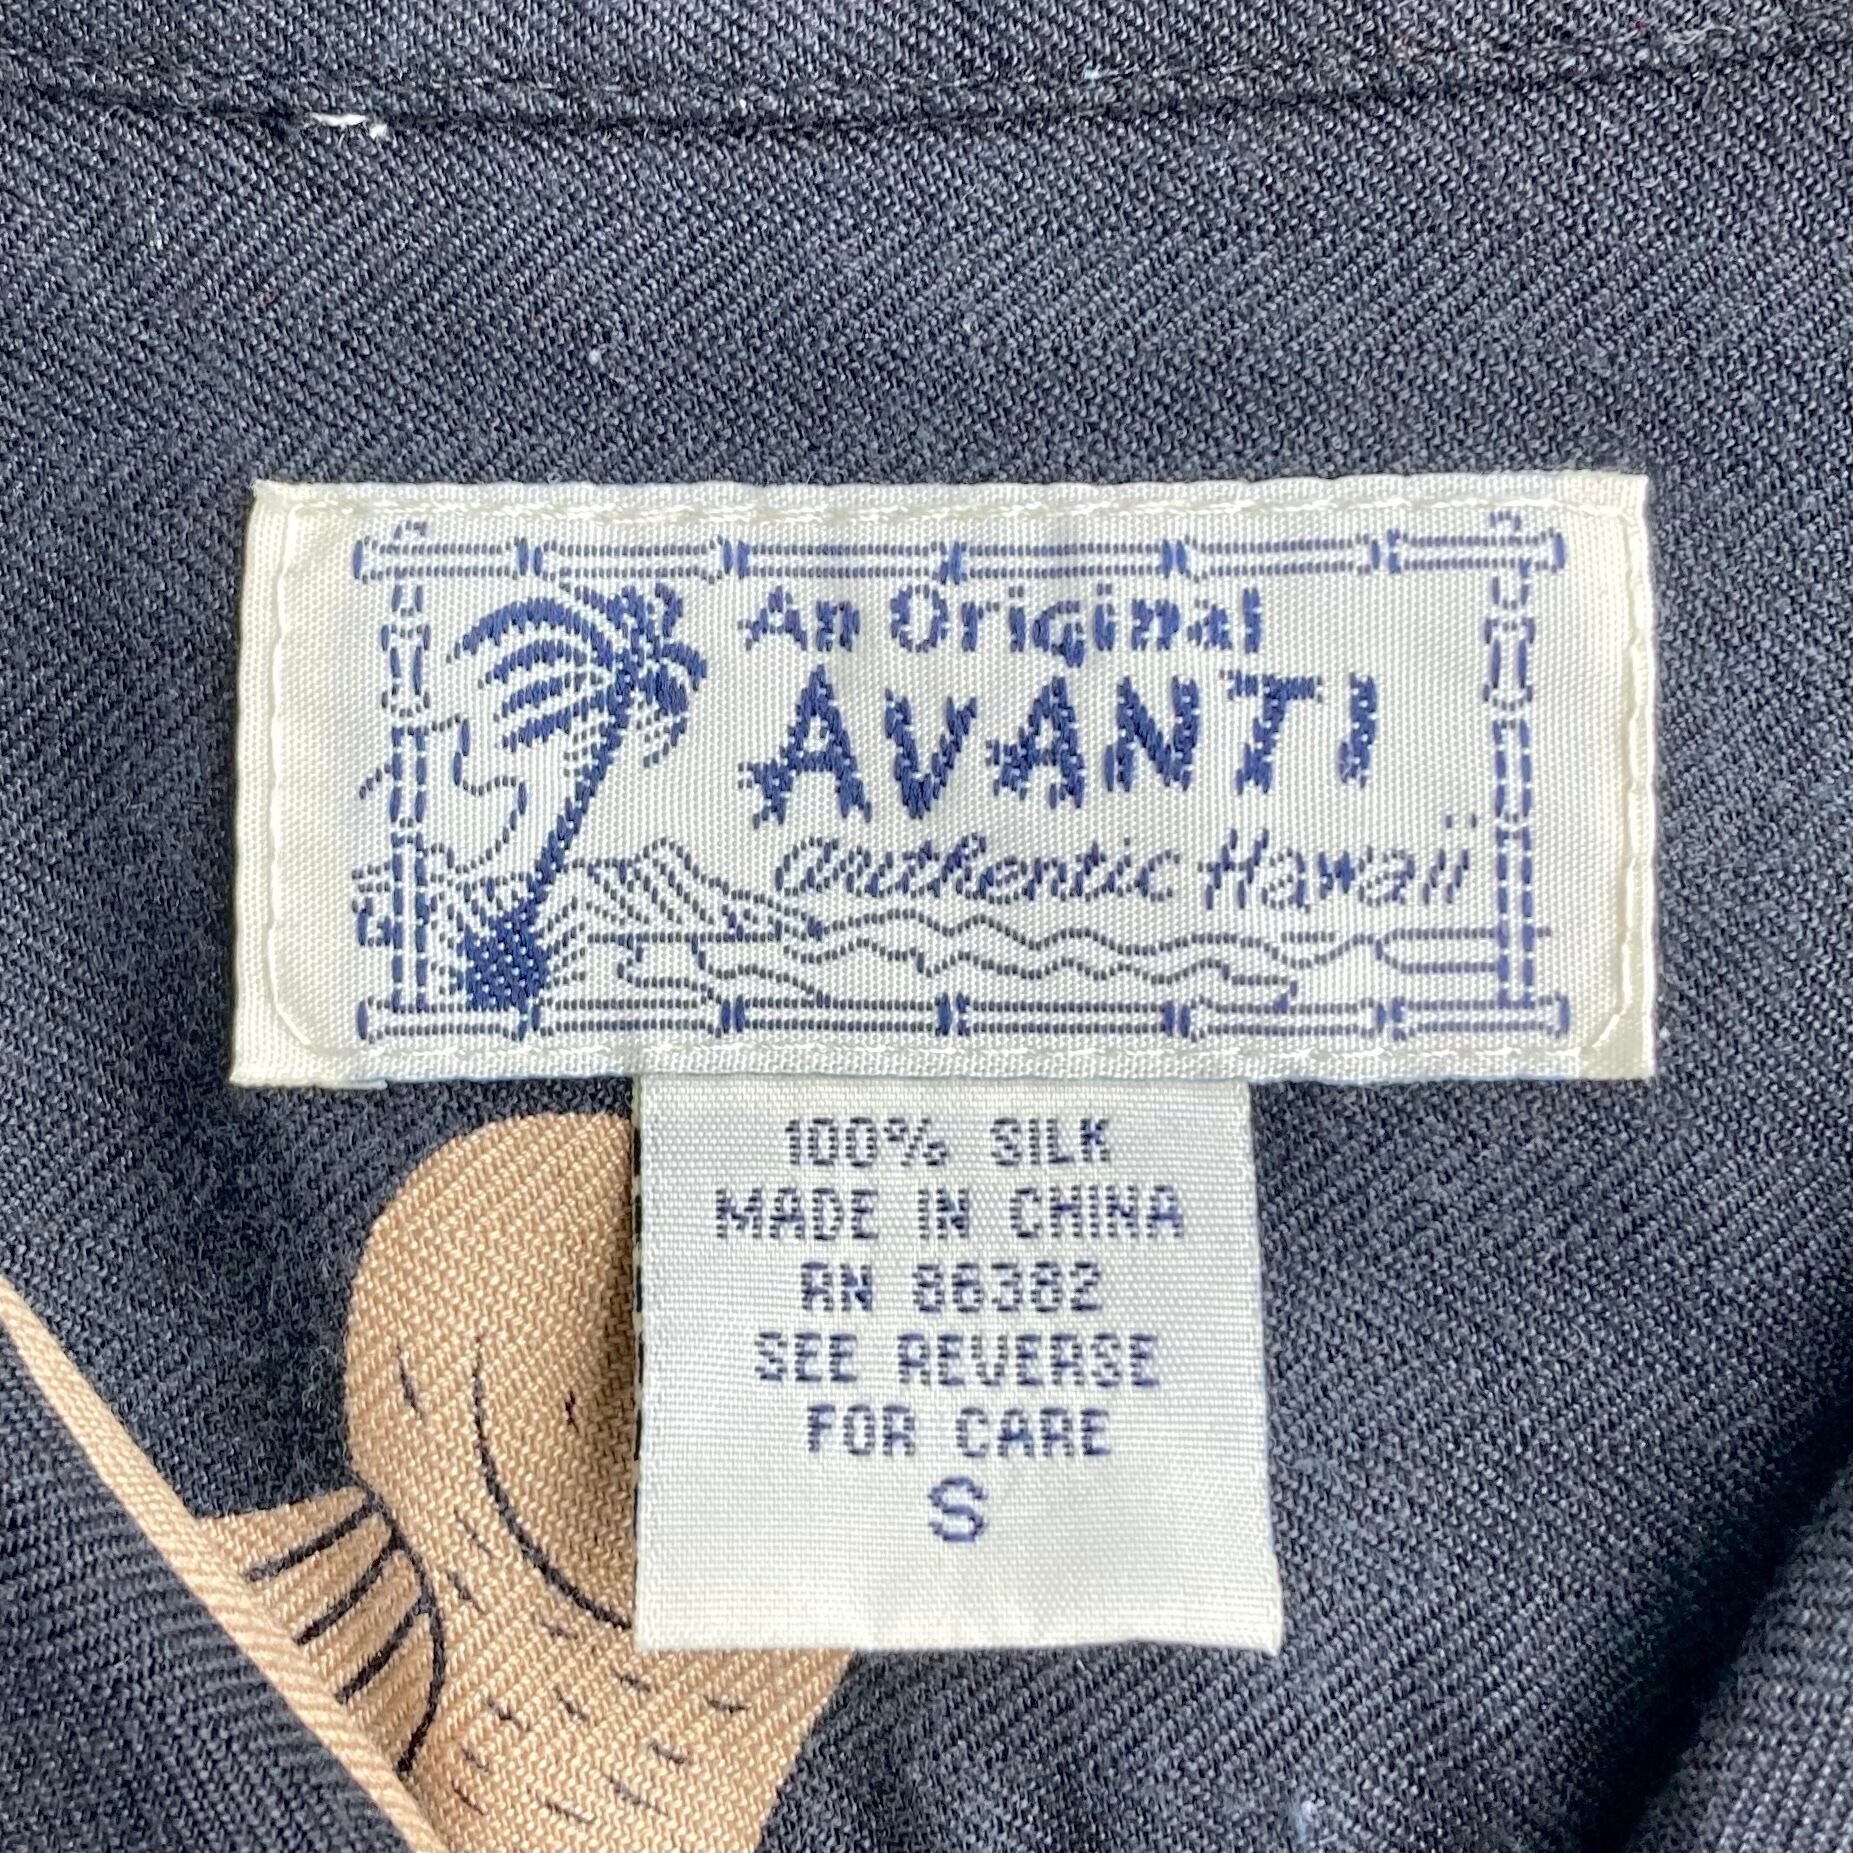 An Original
AVANTI
Authentic Hawaii
100% SILK
MADE IN CHINA
RN 86382
SEE REVERSE
FOR CARE
S